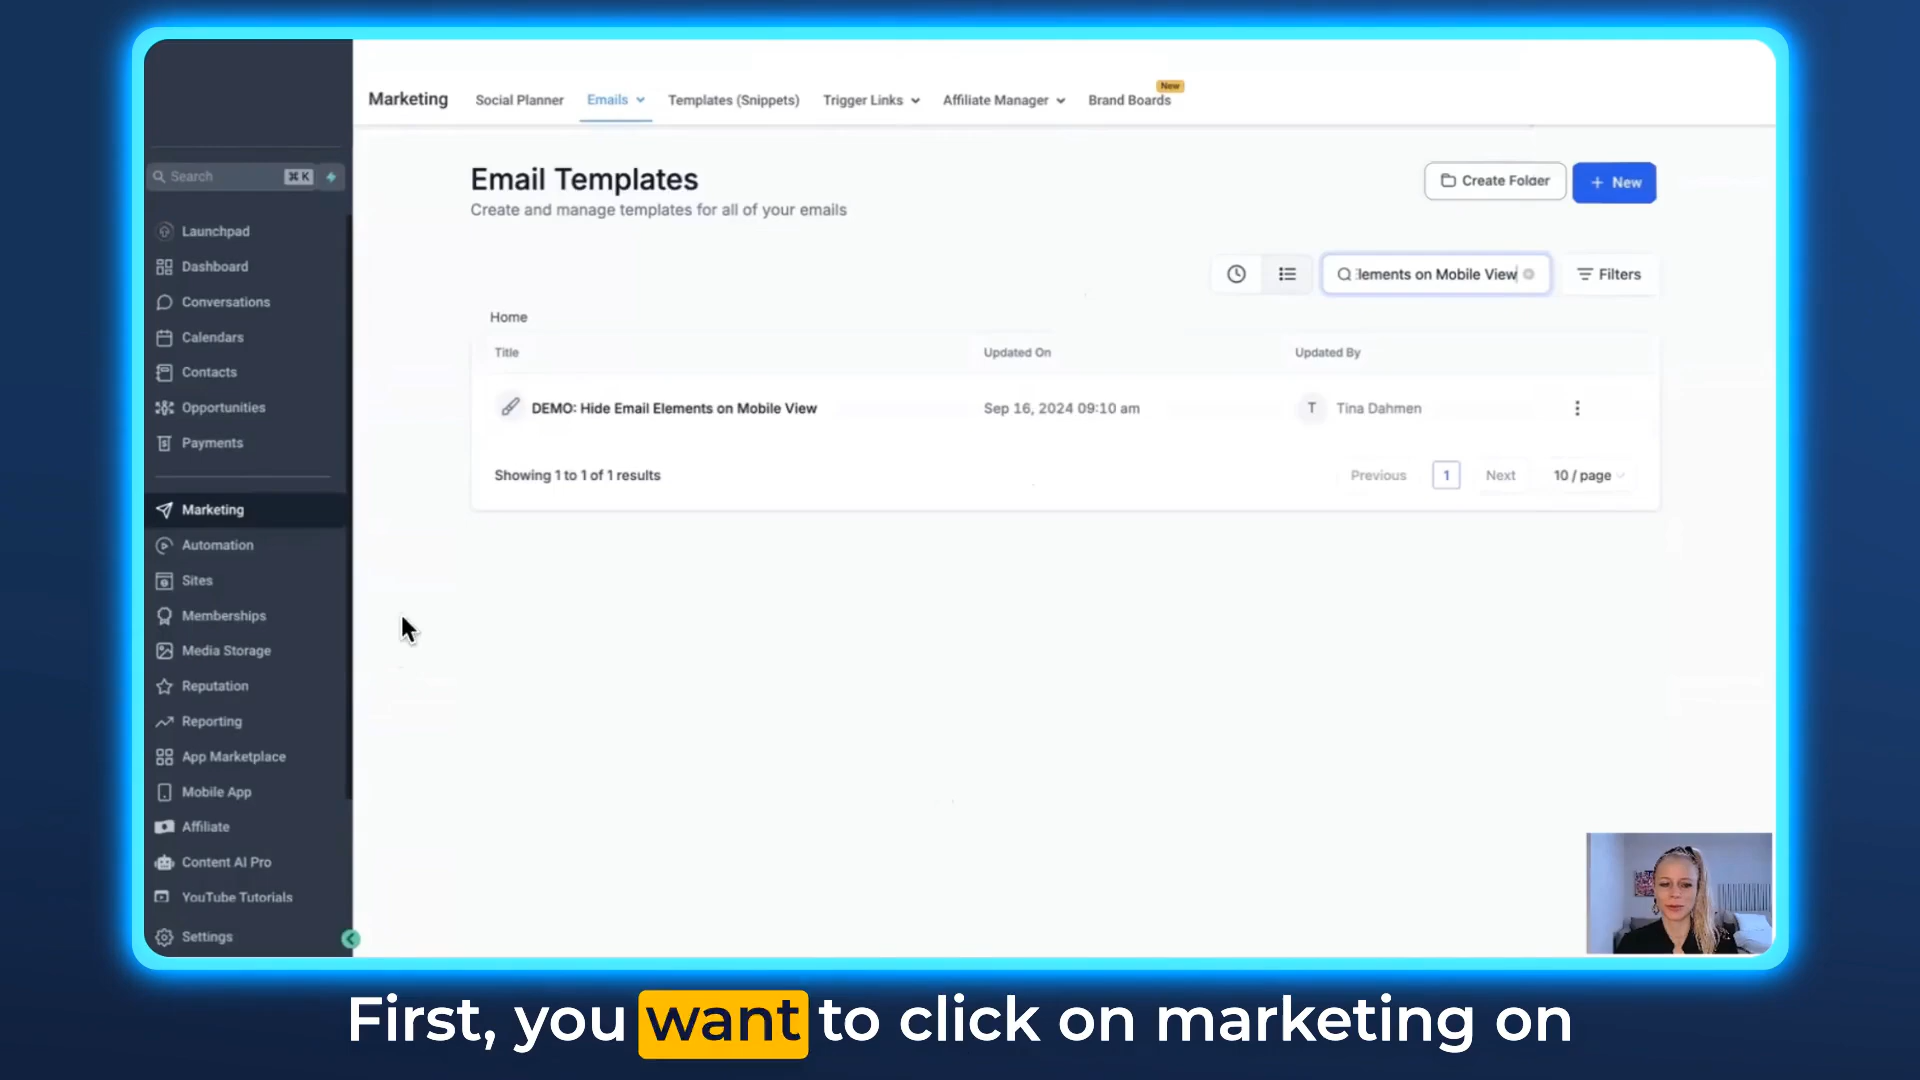 Marketing
Social Planner
Emails
Templates (Snippets)
Trigger Links
Affiliate Manager
Brand Boards
New
Search
⌘ K
Launchpad
Dashboard
Conversations
Calendars
Contacts
Opportunities
Payments
Marketing
Automation
Sites
Memberships
Media Storage
Reputation
Reporting
App Marketplace
Mobile App
Affiliate
Content AI Pro
YouTube Tutorials
Settings
Email Templates
Create and manage templates for all of your emails
Create Folder
+ New
lements on Mobile View
Filters
Home
Title Updated On Updated By
DEMO: Hide Email Elements on Mobile View Sep 16, 2024 09:10 am T Tina Dahmen
Showing 1 to 1 of 1 results
Previous 1 Next 10 / page
First, you want to click on marketing on